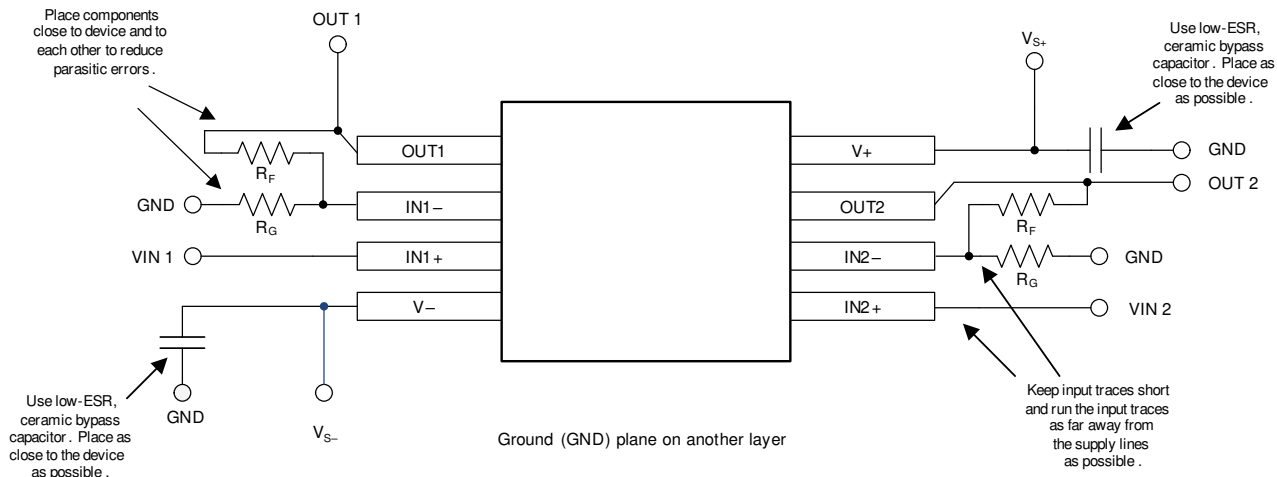 Place components
close to device and to
each other to reduce
parasitic errors .
OUT 1
VS+
Use low-ESR,
ceramic bypass
capacitor . Place as
close to the device
as possible .
OUT1
RF
GND
RG
IN1−
VIN 1
IN1+
V−
V+
GND
OUT2
OUT 2
RF
IN2−
RG
GND
IN2+
VIN 2
Use low-ESR,
ceramic bypass
capacitor . Place as
close to the device
as possible .
GND
VS−
Ground (GND) plane on another layer
Keep input traces short
and run the input traces
as far away from
the supply lines
as possible .